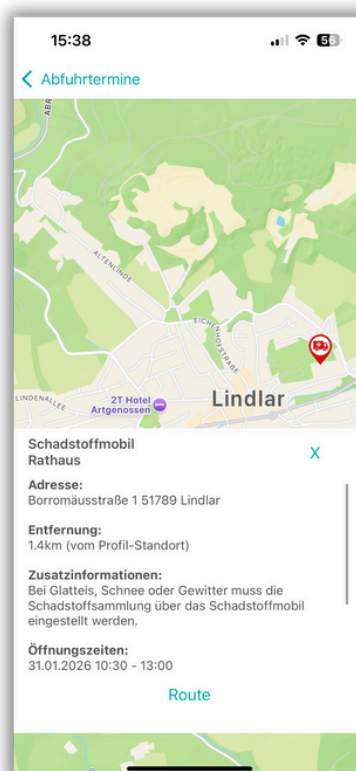 15:38
56
Abfuhrtermine
ABR
ALTENLINDE
EICHENHOFSTRAßE
LINDENALLEE
2T Hotel
Artgenossen
Lindlar
Schadstoffmobil
Rathaus
X
Adresse:
Borromäusstraße 1 51789 Lindlar
Entfernung:
1.4km (vom Profil-Standort)
Zusatzinformationen:
Bei Glatteis, Schnee oder Gewitter muss die
Schadstoffsammlung über das Schadstoffmobil
eingestellt werden.
Öffnungszeiten:
31.01.2026 10:30 - 13:00
Route